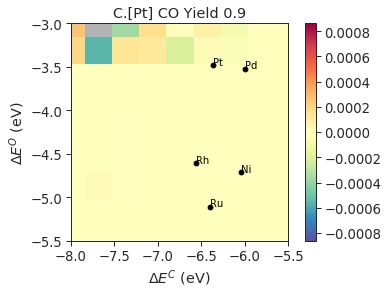 C.[Pt] CO Yield 0.9
−3.0
−3.5
−4.0
−4.5
−5.0
−5.5
ΔE^O (eV)
Pt
Pd
Rh
Ni
Ru
−8.0 −7.5 −7.0 −6.5 −6.0 −5.5
ΔE^C (eV)
0.0008
0.0006
0.0004
0.0002
0.0000
−0.0002
−0.0004
−0.0006
−0.0008